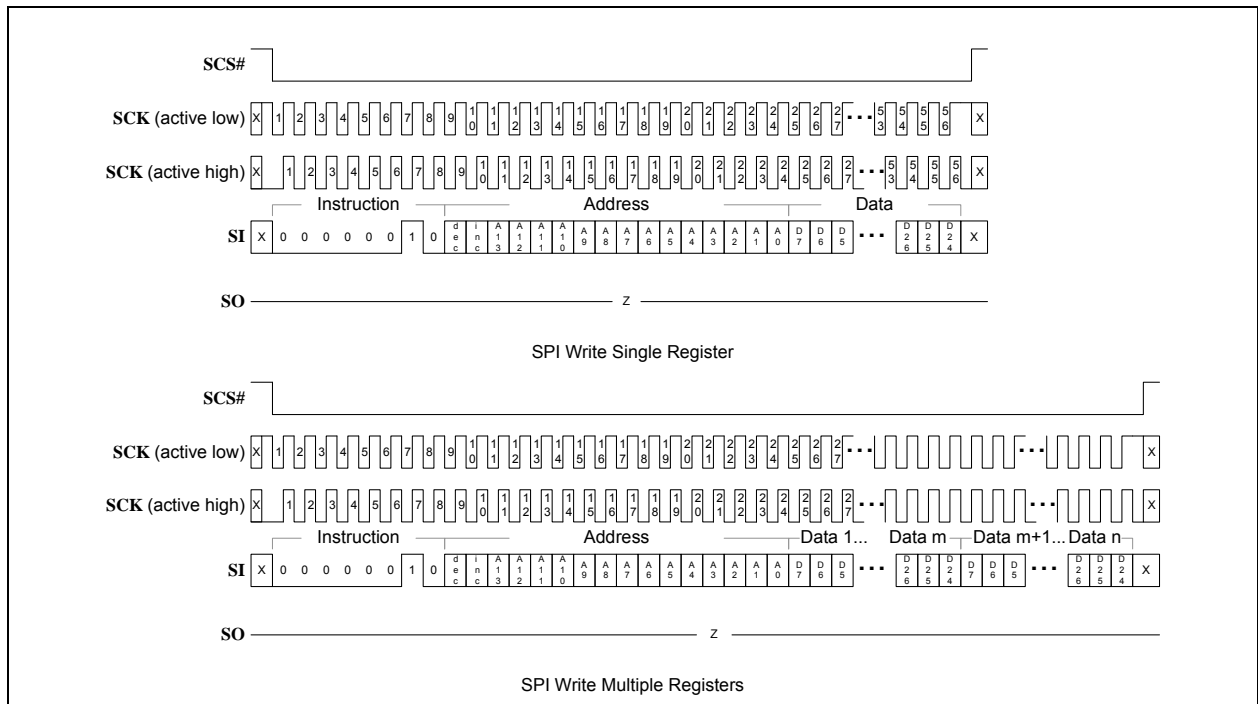 SCS#
SCK (active low) X 1 2 3 4 5 6 7 8 9 10 11 12 13 14 15 16 17 18 19 20 21 22 23 24 25 26 27 ... 53 54 55 56 X
SCK (active high) X 1 2 3 4 5 6 7 8 9 10 11 12 13 14 15 16 17 18 19 20 21 22 23 24 25 26 27 ... 53 54 55 56 X
Instruction Address Data
SI X 0 0 0 0 0 0 1 0 dec inc A13 A12 A11 A10 A9 A8 A7 A6 A5 A4 A3 A2 A1 A0 D7 D6 D5 ... D26 D25 D24 X
SO Z
SPI Write Single Register
SCS#
SCK (active low) X 1 2 3 4 5 6 7 8 9 10 11 12 13 14 15 16 17 18 19 20 21 22 23 24 25 26 27 ... ... X
SCK (active high) X 1 2 3 4 5 6 7 8 9 10 11 12 13 14 15 16 17 18 19 20 21 22 23 24 25 26 27 ... ... X
Instruction Address Data 1... Data m Data m+1... Data n
SI X 0 0 0 0 0 0 1 0 dec inc A13 A12 A11 A10 A9 A8 A7 A6 A5 A4 A3 A2 A1 A0 D7 D6 D5 ... D26 D25 D24 D7 D6 D5 ... D26 D25 D24 X
SO Z
SPI Write Multiple Registers